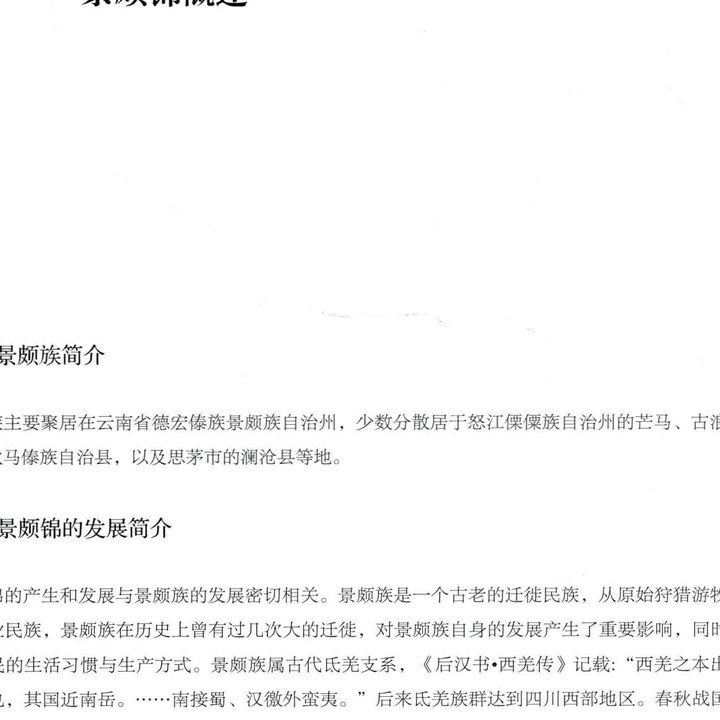 景颇锦概述
景颇族简介
主要聚居在云南省德宏傣族景颇族自治州，少数分散居于怒江傈僳族自治州的芒马、古浪
马傣族自治县，以及思茅市的澜沧县等地。
景颇锦的发展简介
的产生和发展与景颇族的发展密切相关。景颇族是一个古老的迁徙民族，从原始狩猎游牧
民族，景颇族在历史上曾有过几次大的迁徙，对景颇族自身的发展产生了重要影响，同时
的生活习惯与生产方式。景颇族属古代氐羌支系，《后汉书•西羌传》记载：“西羌之本出
，其国近南岳。……南接蜀、汉徼外蛮夷。”后来氐羌族群达到四川西部地区。春秋战国